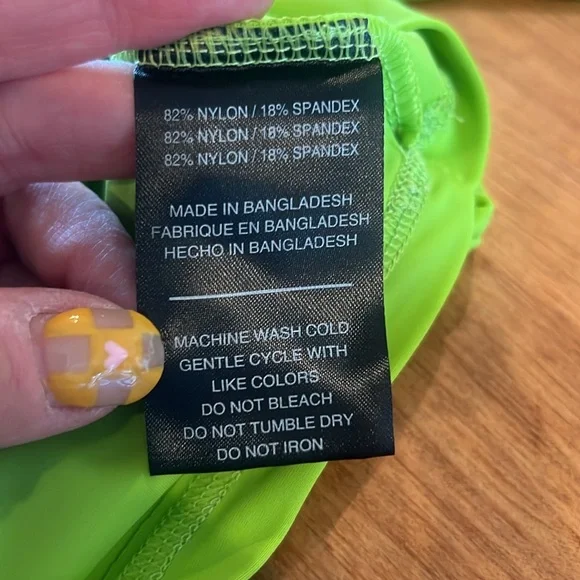 82% NYLON / 18% SPANDEX
82% NYLON / 18% SPANDEX
82% NYLON / 18% SPANDEX
MADE IN BANGLADESH
FABRIQUE EN BANGLADESH
HECHO IN BANGLADESH
MACHINE WASH COLD
GENTLE CYCLE WITH
LIKE COLORS
DO NOT BLEACH
DO NOT TUMBLE DRY
DO NOT IRON